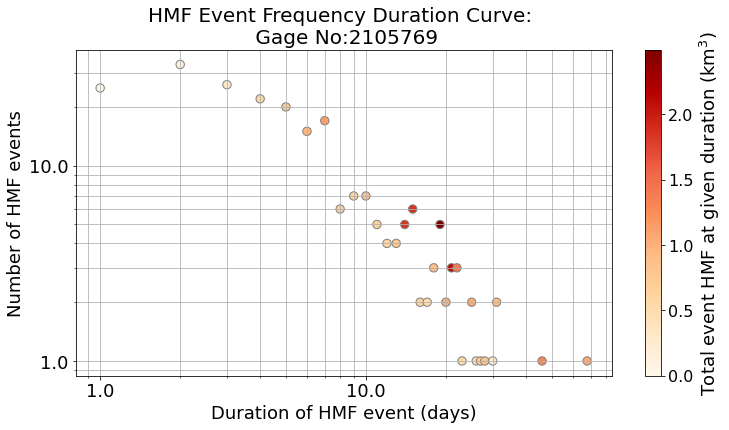 HMF Event Frequency Duration Curve:
Gage No:2105769
Number of HMF events
10.0
1.0
1.0
10.0
Duration of HMF event (days)
2.0
1.5
1.0
0.5
0.0
Total event HMF at given duration (km³)